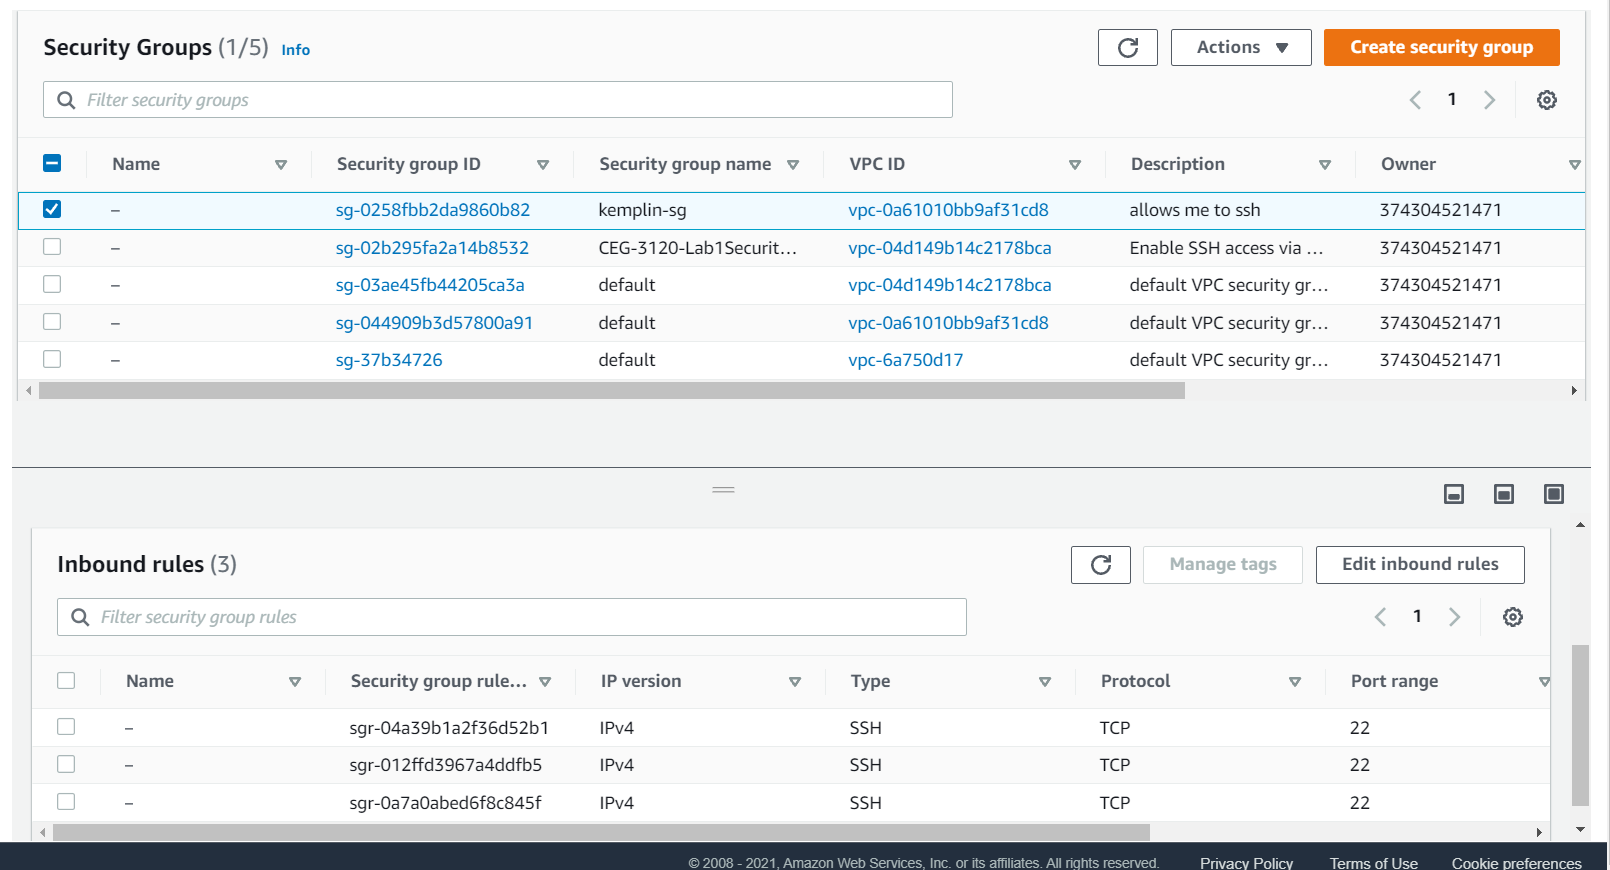 Security Groups (1/5) Info
Actions
Create security group
Filter security groups
1
Name Security group ID Security group name VPC ID Description Owner
– sg-0258fbb2da9860b82 kemplin-sg vpc-0a61010bb9af31cd8 allows me to ssh 374304521471
– sg-02b295fa2a14b8532 CEG-3120-Lab1Securit... vpc-04d149b14c2178bca Enable SSH access via ... 374304521471
– sg-03ae45fb44205ca3a default vpc-04d149b14c2178bca default VPC security gr... 374304521471
– sg-044909b3d57800a91 default vpc-0a61010bb9af31cd8 default VPC security gr... 374304521471
– sg-37b34726 default vpc-6a750d17 default VPC security gr... 374304521471
Inbound rules (3)
Manage tags
Edit inbound rules
Filter security group rules
1
Name Security group rule... IP version Type Protocol Port range
– sgr-04a39b1a2f36d52b1 IPv4 SSH TCP 22
– sgr-012ffd3967a4ddfb5 IPv4 SSH TCP 22
– sgr-0a7a0abed6f8c845f IPv4 SSH TCP 22
© 2008 - 2021, Amazon Web Services, Inc. or its affiliates. All rights reserved. Privacy Policy Terms of Use Cookie preferences